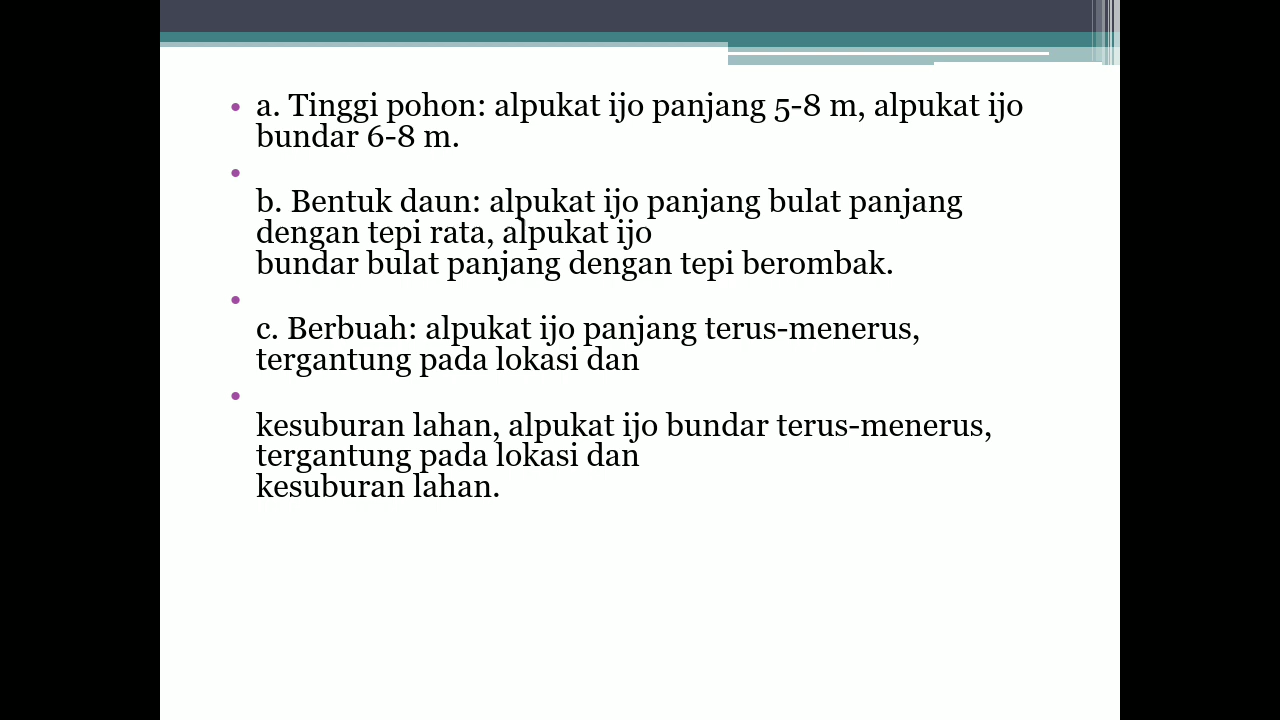 • a. Tinggi pohon: alpukat ijo panjang 5-8 m, alpukat ijo
bundar 6-8 m.
•
b. Bentuk daun: alpukat ijo panjang bulat panjang
dengan tepi rata, alpukat ijo
bundar bulat panjang dengan tepi berombak.
•
c. Berbuah: alpukat ijo panjang terus-menerus,
tergantung pada lokasi dan
•
kesuburan lahan, alpukat ijo bundar terus-menerus,
tergantung pada lokasi dan
kesuburan lahan.